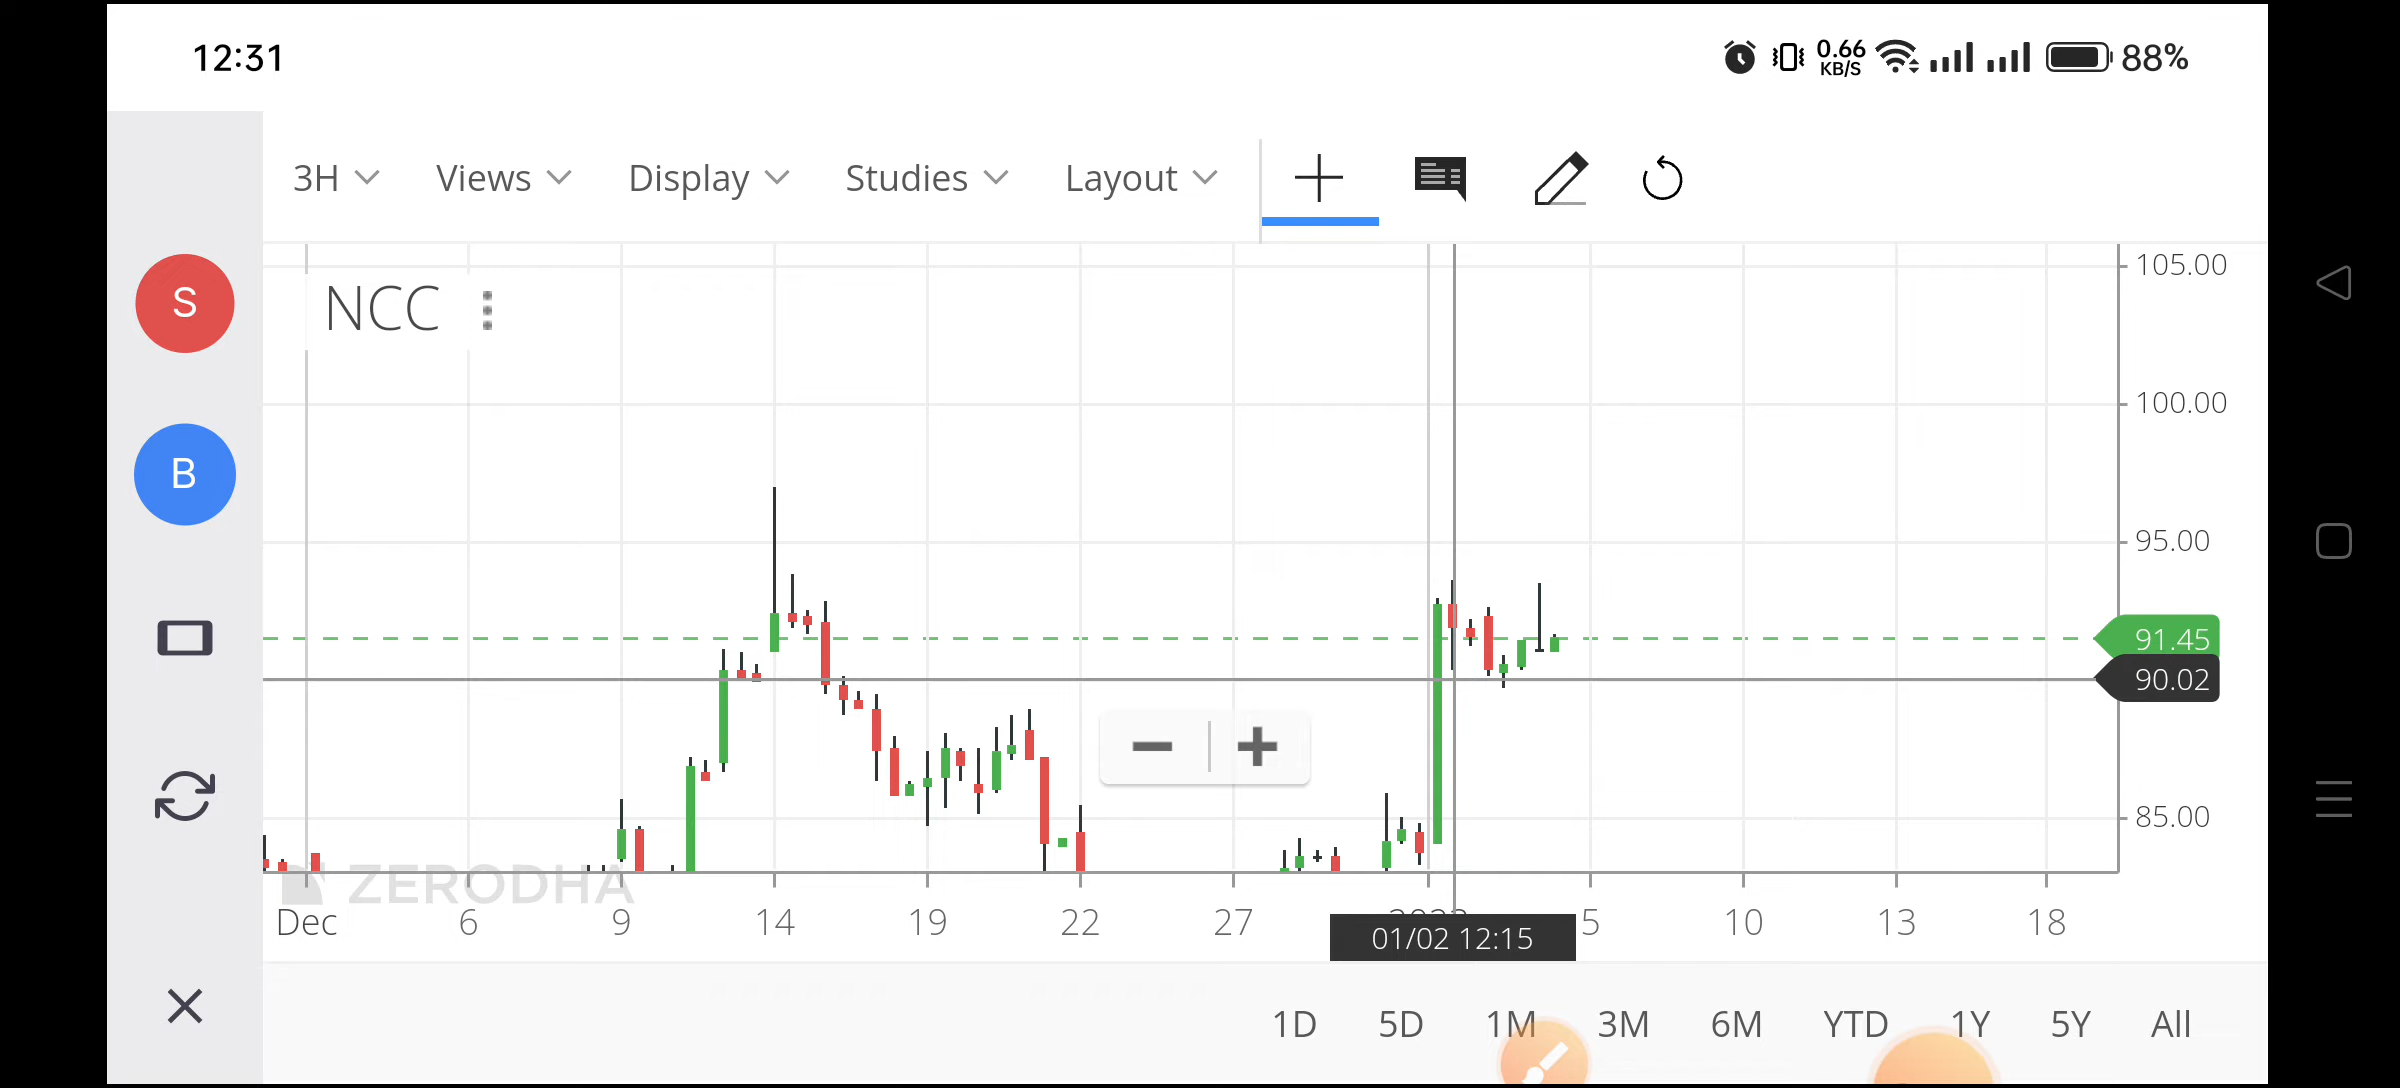 12:31
0.66
KB/S
88%
3H Views Display Studies Layout
S
B
NCC
105.00
100.00
95.00
91.45
90.02
85.00
ZERODHA
Dec 6 9 14 19 22 27 5 10 13 18
01/02 12:15
1D 5D 1M 3M 6M YTD 1Y 5Y All